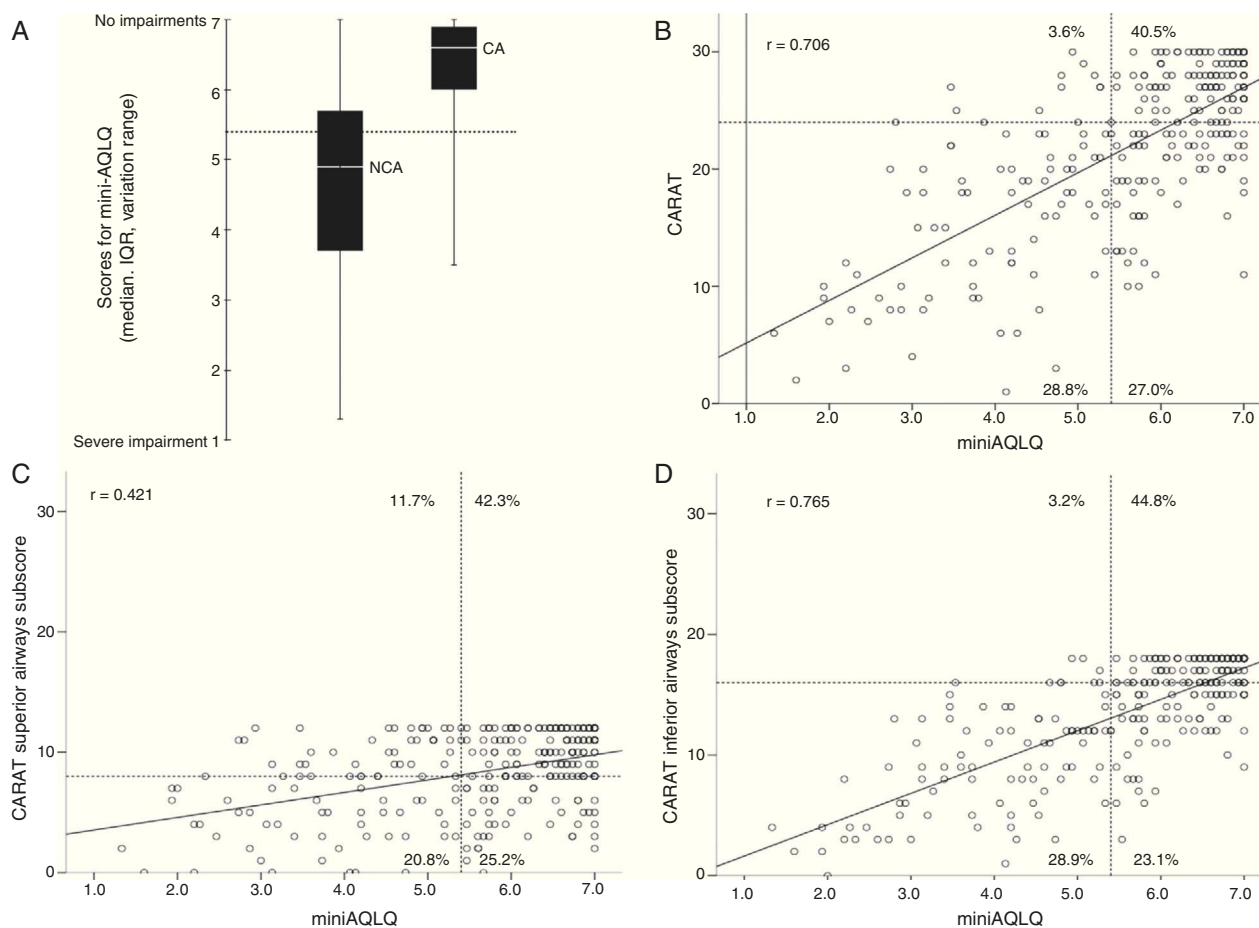 A
No impairments 7
6
5
4
3
2
Severe impairment 1
Scores for mini-AQLQ
(median. IQR, variation range)
CA
NCA
B
r = 0.706
3.6% 40.5%
30
20
10
0
CARAT
28.8% 27.0%
1.0 2.0 3.0 4.0 5.0 6.0 7.0
miniAQLQ
C
r = 0.421
11.7% 42.3%
30
20
10
0
CARAT superior airways subscore
20.8% 25.2%
1.0 2.0 3.0 4.0 5.0 6.0 7.0
miniAQLQ
D
r = 0.765
3.2% 44.8%
30
20
10
0
CARAT inferior airways subscore
28.9% 23.1%
1.0 2.0 3.0 4.0 5.0 6.0 7.0
miniAQLQ